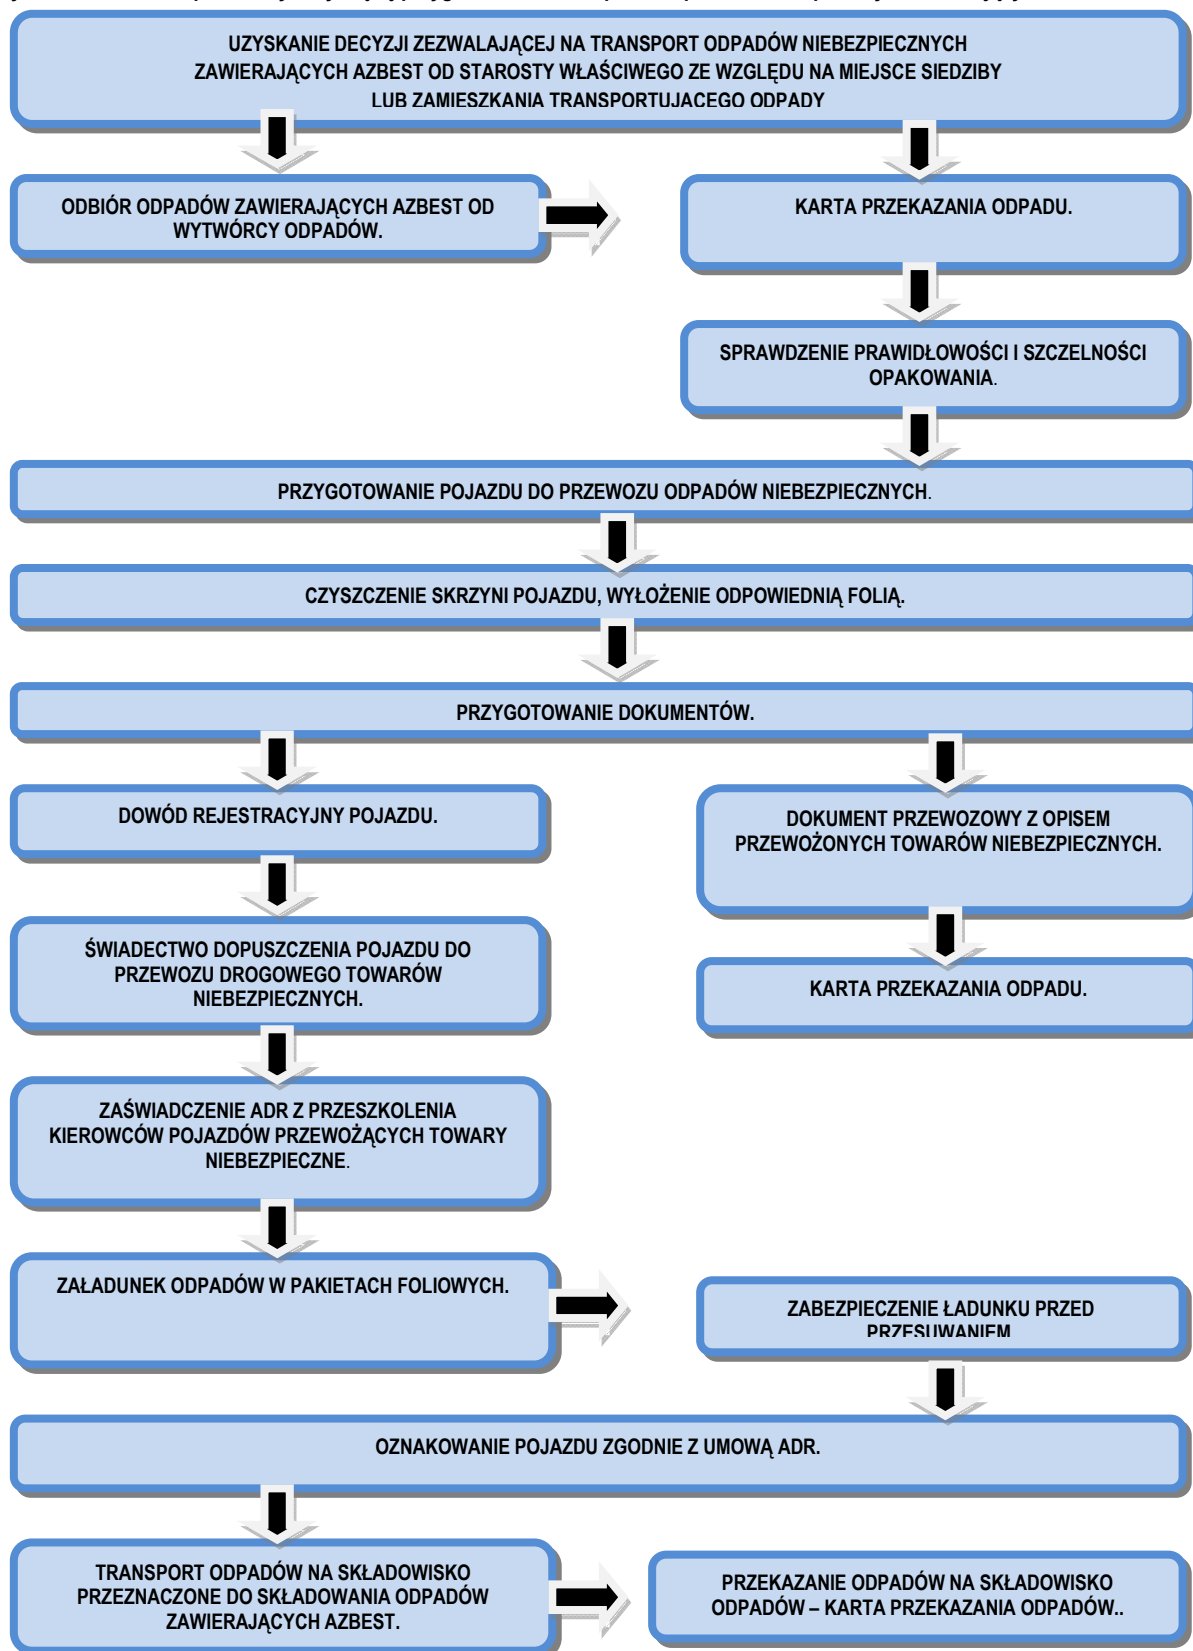 UZYSKANIE DECYZJI ZEZWALAJĄCEJ NA TRANSPORT ODPADÓW NIEBEZPIECZNYCH
ZAWIERAJĄCYCH AZBEST OD STAROSTY WŁAŚCIWEGO ZE WZGLĘDU NA MIEJSCE SIEDZIBY
LUB ZAMIESZKANIA TRANSPORTUJACEGO ODPADY
ODBIÓR ODPADÓW ZAWIERAJĄCYCH AZBEST OD
WYTWÓRCY ODPADÓW.
KARTA PRZEKAZANIA ODPADU.
SPRAWDZENIE PRAWIDŁOWOŚCI I SZCZELNOŚCI
OPAKOWANIA.
PRZYGOTOWANIE POJAZDU DO PRZEWOZU ODPADÓW NIEBEZPIECZNYCH.
CZYSZCZENIE SKRZYNI POJAZDU, WYŁOŻENIE ODPOWIEDNIĄ FOLIĄ.
PRZYGOTOWANIE DOKUMENTÓW.
DOWÓD REJESTRACYJNY POJAZDU.
DOKUMENT PRZEWOZOWY Z OPISEM
PRZEWOŻONYCH TOWARÓW NIEBEZPIECZNYCH.
ŚWIADECTWO DOPUSZCZENIA POJAZDU DO
PRZEWOZU DROGOWEGO TOWARÓW
NIEBEZPIECZNYCH.
KARTA PRZEKAZANIA ODPADU.
ZAŚWIADCZENIE ADR Z PRZESZKOLENIA
KIEROWCÓW POJAZDÓW PRZEWOŻĄCYCH TOWARY
NIEBEZPIECZNE.
ZAŁADUNEK ODPADÓW W PAKIETACH FOLIOWYCH.
ZABEZPIECZENIE ŁADUNKU PRZED
PRZESUWANIEM
OZNAKOWANIE POJAZDU ZGODNIE Z UMOWĄ ADR.
TRANSPORT ODPADÓW NA SKŁADOWISKO
PRZEZNACZONE DO SKŁADOWANIA ODPADÓW
ZAWIERAJĄCYCH AZBEST.
PRZEKAZANIE ODPADÓW NA SKŁADOWISKO
ODPADÓW – KARTA PRZEKAZANIA ODPADÓW..